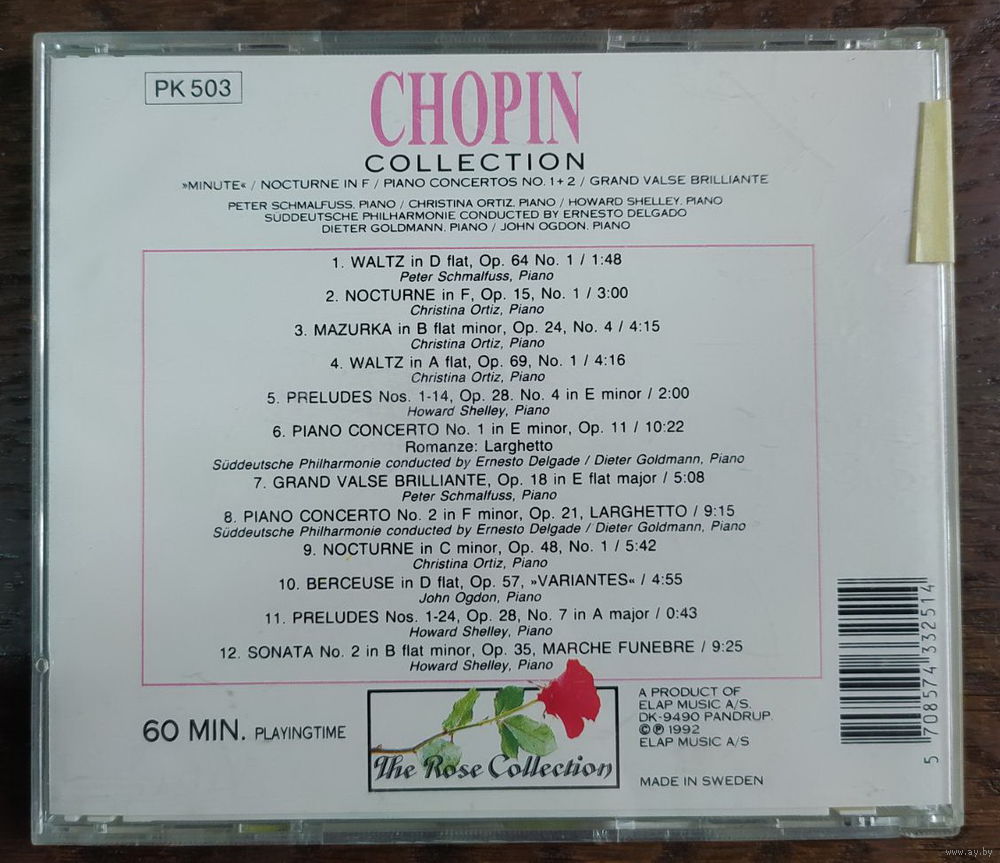 PK 503
CHOPIN
COLLECTION
»MINUTE« / NOCTURNE IN F / PIANO CONCERTOS NO. 1 + 2 / GRAND VALSE BRILLIANTE
PETER SCHMALFUSS, PIANO / CHRISTINA ORTIZ, PIANO / HOWARD SHELLEY, PIANO
SÜDDEUTSCHE PHILHARMONIE CONDUCTED BY ERNESTO DELGADO
DIETER GOLDMANN, PIANO / JOHN OGDON, PIANO
1. WALTZ in D flat, Op. 64 No. 1 / 1:48
Peter Schmalfuss, Piano
2. NOCTURNE in F, Op. 15, No. 1 / 3:00
Christina Ortiz, Piano
3. MAZURKA in B flat minor, Op. 24, No. 4 / 4:15
Christina Ortiz, Piano
4. WALTZ in A flat, Op. 69, No. 1 / 4:16
Christina Ortiz, Piano
5. PRELUDES Nos. 1-14, Op. 28. No. 4 in E minor / 2:00
Howard Shelley, Piano
6. PIANO CONCERTO No. 1 in E minor, Op. 11 / 10:22
Romanze: Larghetto
Süddeutsche Philharmonie conducted by Ernesto Delgade / Dieter Goldmann, Piano
7. GRAND VALSE BRILLIANTE, Op. 18 in E flat major / 5:08
Peter Schmalfuss, Piano
8. PIANO CONCERTO No. 2 in F minor, Op. 21, LARGHETTO / 9:15
Süddeutsche Philharmonie conducted by Ernesto Delgade / Dieter Goldmann, Piano
9. NOCTURNE in C minor, Op. 48, No. 1 / 5:42
Christina Ortiz, Piano
10. BERCEUSE in D flat, Op. 57, »VARIANTES« / 4:55
John Ogdon, Piano
11. PRELUDES Nos. 1-24, Op. 28, No. 7 in A major / 0:43
Howard Shelley, Piano
12. SONATA No. 2 in B flat minor, Op. 35, MARCHE FUNEBRE / 9:25
Howard Shelley, Piano
60 MIN. PLAYINGTIME
The Rose Collection
A PRODUCT OF
ELAP MUSIC A/S.
DK-9490 PANDRUP.
© ℗ 1992
ELAP MUSIC A/S
MADE IN SWEDEN
5 708574 332514
www.ay.by